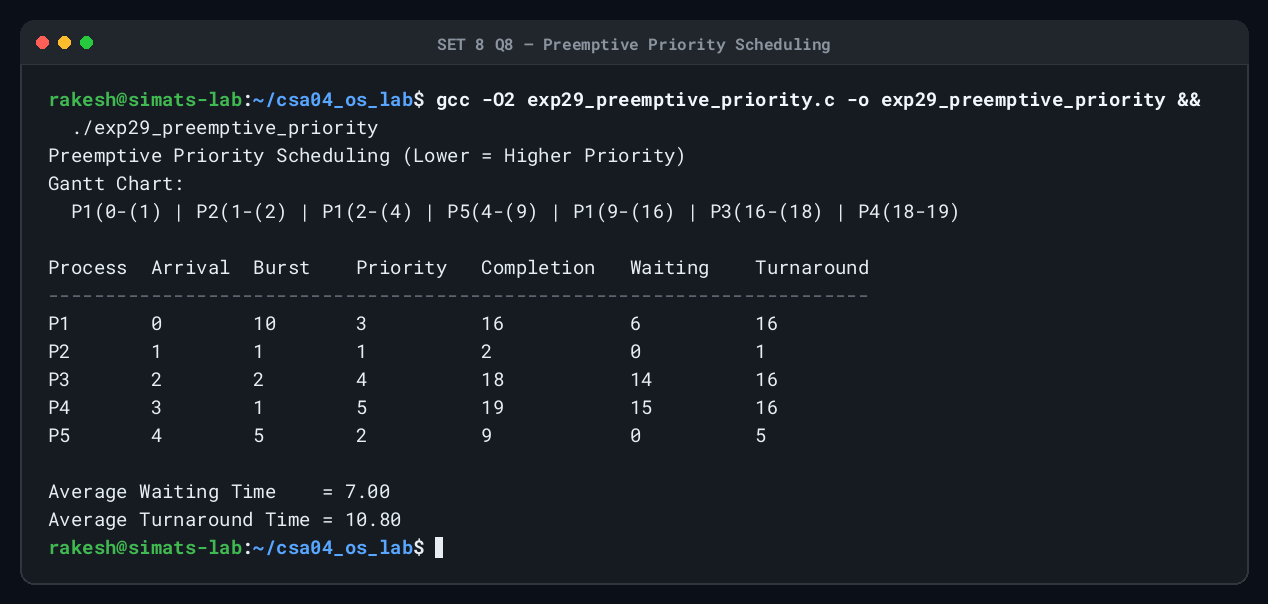 SET 8 Q8 — Preemptive Priority Scheduling
rakesh@simats-lab:~/csa04_os_lab$ gcc -O2 exp29_preemptive_priority.c -o exp29_preemptive_priority &&
./exp29_preemptive_priority
Preemptive Priority Scheduling (Lower = Higher Priority)
Gantt Chart:
P1(0-(1) | P2(1-(2) | P1(2-(4) | P5(4-(9) | P1(9-(16) | P3(16-(18) | P4(18-19)
Process  Arrival  Burst    Priority   Completion   Waiting    Turnaround
------------------------------------------------------------------------
P1       0        10       3          16           6          16
P2       1        1        1          2            0          1
P3       2        2        4          18           14         16
P4       3        1        5          19           15         16
P5       4        5        2          9            0          5
Average Waiting Time    = 7.00
Average Turnaround Time = 10.80
rakesh@simats-lab:~/csa04_os_lab$